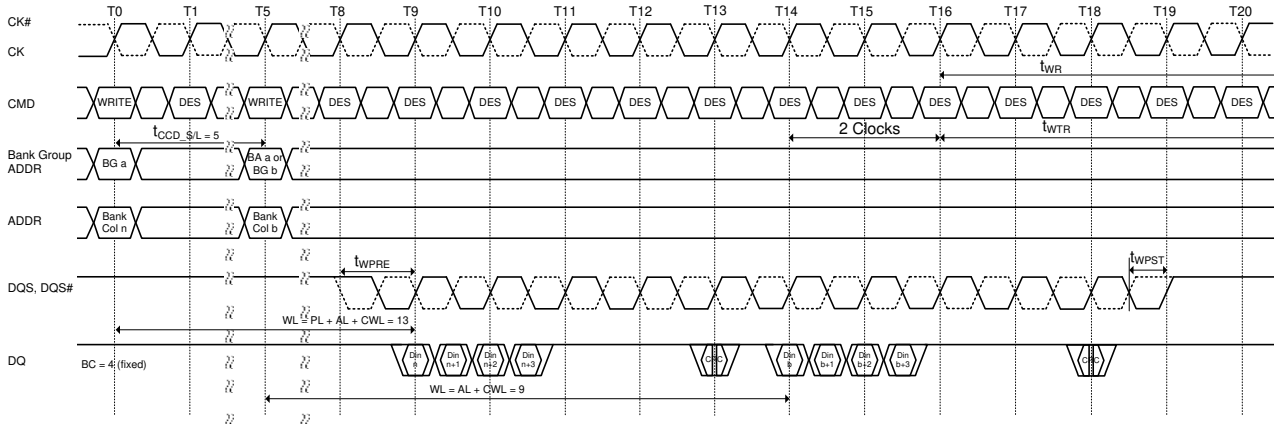 T0 T1 T5 T8 T9 T10 T11 T12 T13 T14 T15 T16 T17 T18 T19 T20
CK#
CK
tWR
CMD WRITE DES WRITE DES DES DES DES DES DES DES DES DES DES DES DES DES
tCCD_S/L = 5
2 Clocks
tWTR
Bank Group
ADDR
BG a
BA a or
BG b
ADDR
Bank
Col n
Bank
Col b
tWPRE
tWPST
DQS, DQS#
WL = PL + AL + CWL = 13
DQ
BC = 4 (fixed)
Din
n
Din
n+1
Din
n+2
Din
n+3
Din
b
Din
b+1
Din
b+2
Din
b+3
WL = AL + CWL = 9